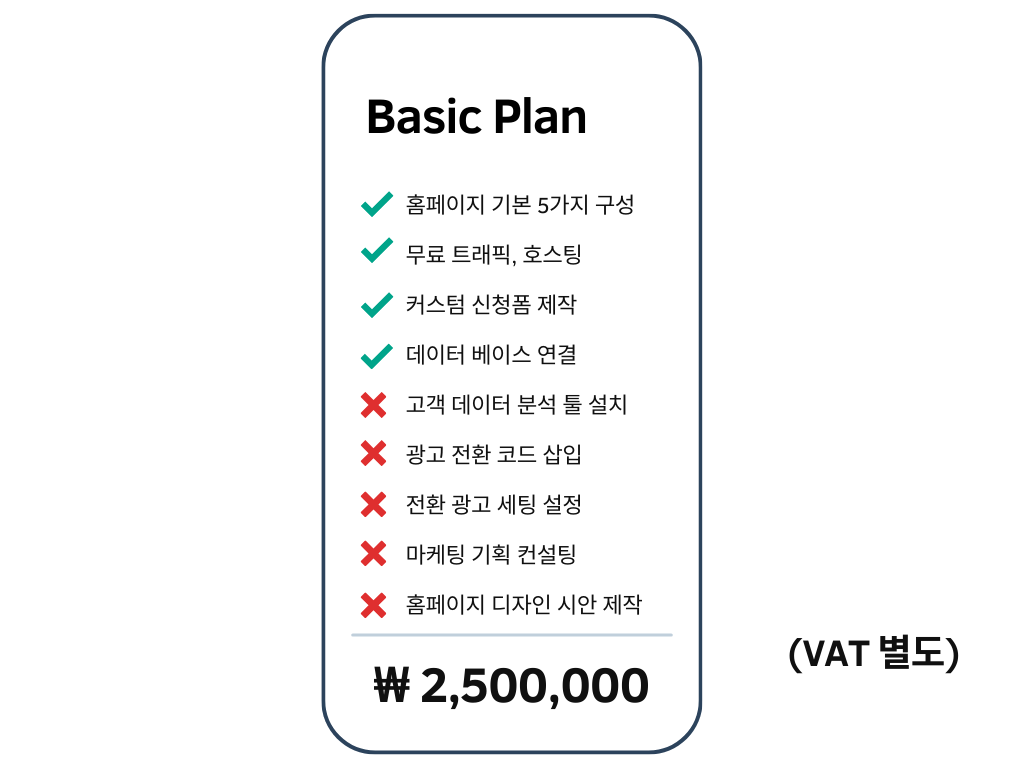 Basic Plan
홈페이지 기본 5가지 구성
무료 트래픽, 호스팅
커스텀 신청폼 제작
데이터 베이스 연결
고객 데이터 분석 툴 설치
광고 전환 코드 삽입
전환 광고 세팅 설정
마케팅 기획 컨설팅
홈페이지 디자인 시안 제작
₩ 2,500,000
(VAT 별도)